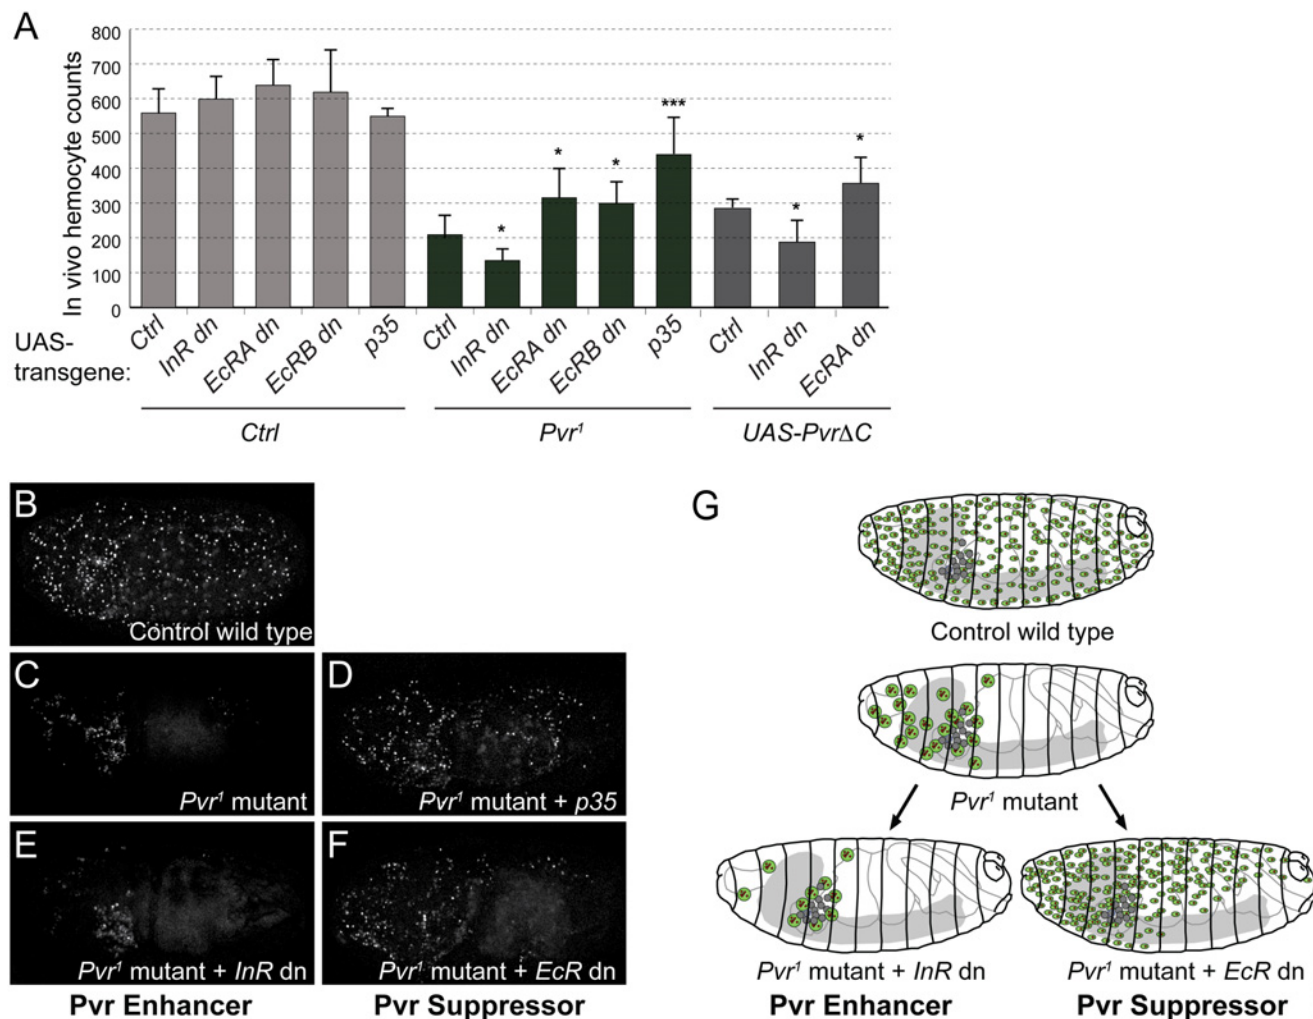 A
In vivo hemocyte counts
800
700
600
500
400
300
200
100
0
***
*
*
*
*
*
UAS-
transgene:
Ctrl
InR dn
EcRA dn
EcRB dn
p35
Ctrl
InR dn
EcRA dn
EcRB dn
p35
Ctrl
InR dn
EcRA dn
Ctrl
Pvr¹
UAS-PvrΔC
B
Control wild type
C
Pvr¹ mutant
D
Pvr¹ mutant + p35
E
Pvr¹ mutant + InR dn
F
Pvr¹ mutant + EcR dn
Pvr Enhancer
Pvr Suppressor
G
Control wild type
Pvr¹ mutant
Pvr¹ mutant + InR dn
Pvr¹ mutant + EcR dn
Pvr Enhancer
Pvr Suppressor